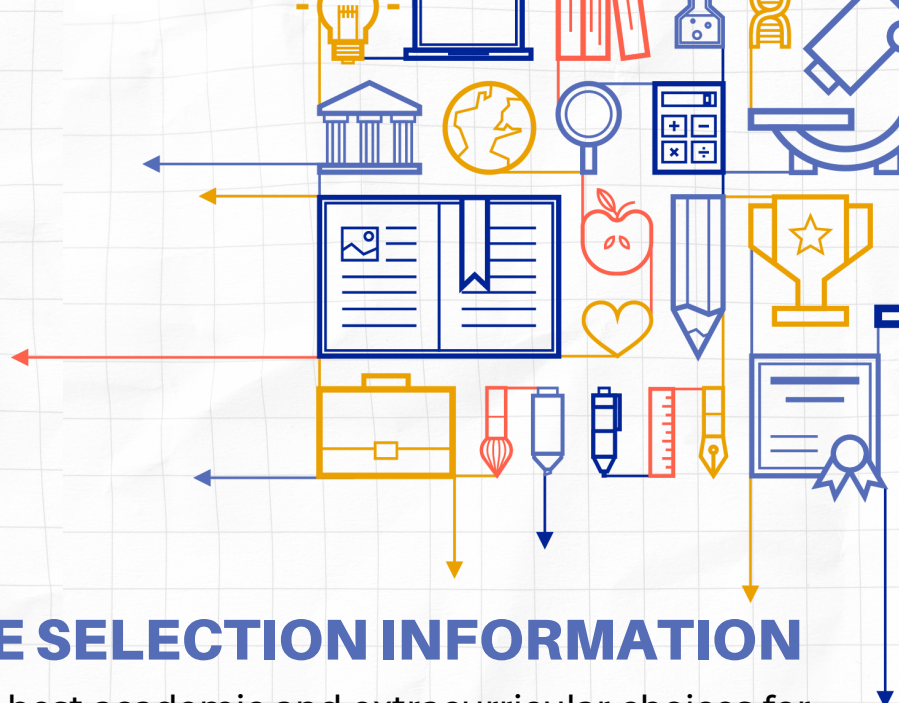 E SELECTION INFORMATION
best academic and extracurricular choices for